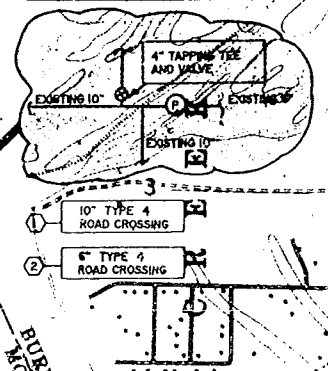 4" TAPPING TEE
AND VALVE
EXISTING 10"
P
EXISTING
EXISTING 10"
3
1
10" TYPE 4
ROAD CROSSING
2
6" TYPE 4
ROAD CROSSING